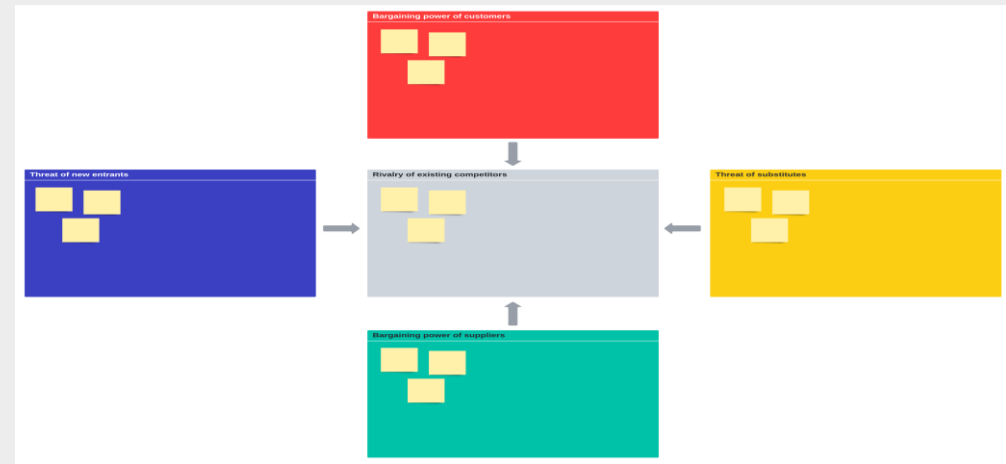 Bargaining power of customers
Threat of new entrants
Rivalry of existing competitors
Threat of substitutes
Bargaining power of suppliers